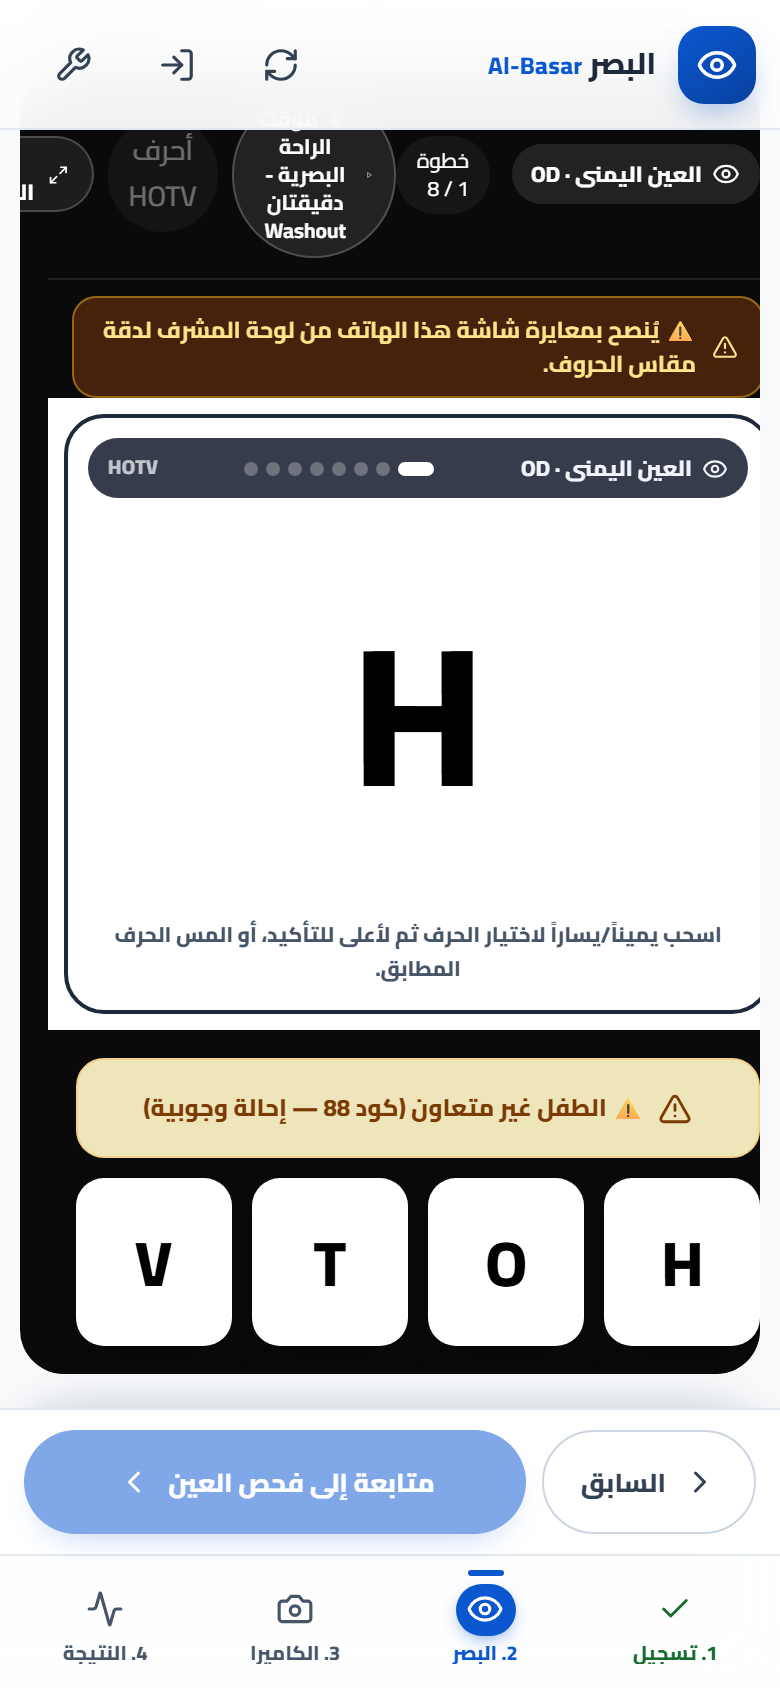 البصر Al-Basar
العين اليمنى · OD
خطوة
1 / 8
مؤقت
الراحة
البصرية -
دقيقتان
Washout
أحرف
HOTV
⚠️ يُنصح بمعايرة شاشة هذا الهاتف من لوحة المشرف لدقة
مقاس الحروف.
العين اليمنى · OD
HOTV
H
اسحب يميناً/يساراً لاختيار الحرف ثم لأعلى للتأكيد، أو المس الحرف
المطابق.
⚠️ الطفل غير متعاون (كود 88 — إحالة وجوبية)
H
O
T
V
السابق
متابعة إلى فحص العين
1. تسجيل
2. البصر
3. الكاميرا
4. النتيجة